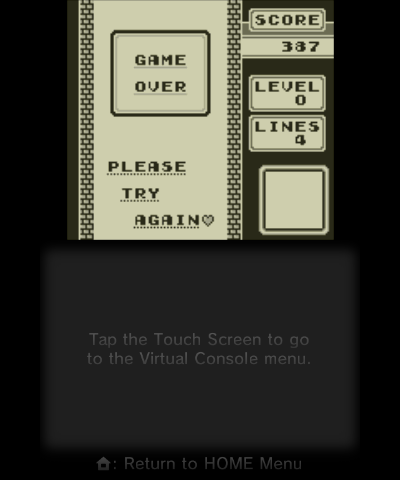 GAME
OVER
PLEASE
TRY
AGAIN♥
SCORE
387
LEVEL
0
LINES
4
Tap the Touch Screen to go
to the Virtual Console menu.
: Return to HOME Menu